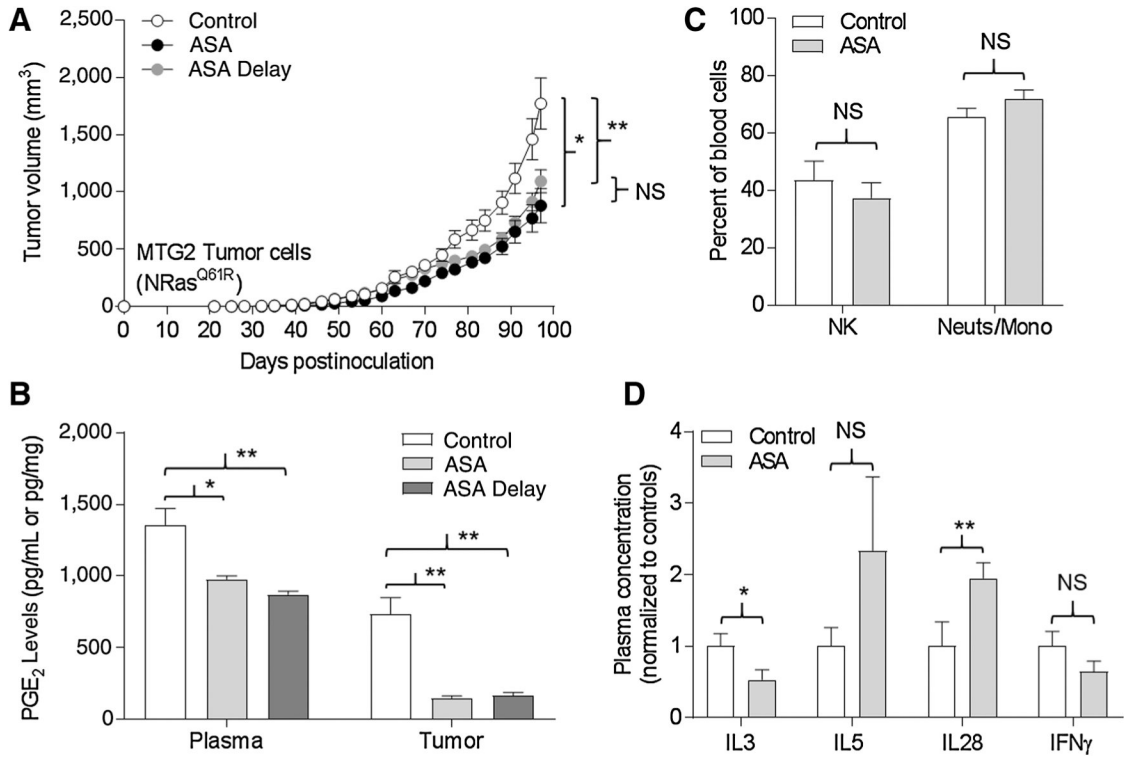 A
Tumor volume (mm³)
2,500
2,000
1,500
1,000
500
0
Control
ASA
ASA Delay
MTG2 Tumor cells
(NRasQ61R)
*
**
NS
0 10 20 30 40 50 60 70 80 90 100
Days postinoculation
B
PGE2 Levels (pg/mL or pg/mg)
2,000
1,500
1,000
500
0
Control
ASA
ASA Delay
**
*
**
**
Plasma Tumor
C
Percent of blood cells
100
80
60
40
20
0
Control
ASA
NS
NS
NK Neuts/Mono
D
Plasma concentration
(normalized to controls)
4
3
2
1
0
Control
ASA
*
NS
**
NS
IL3 IL5 IL28 IFNγ